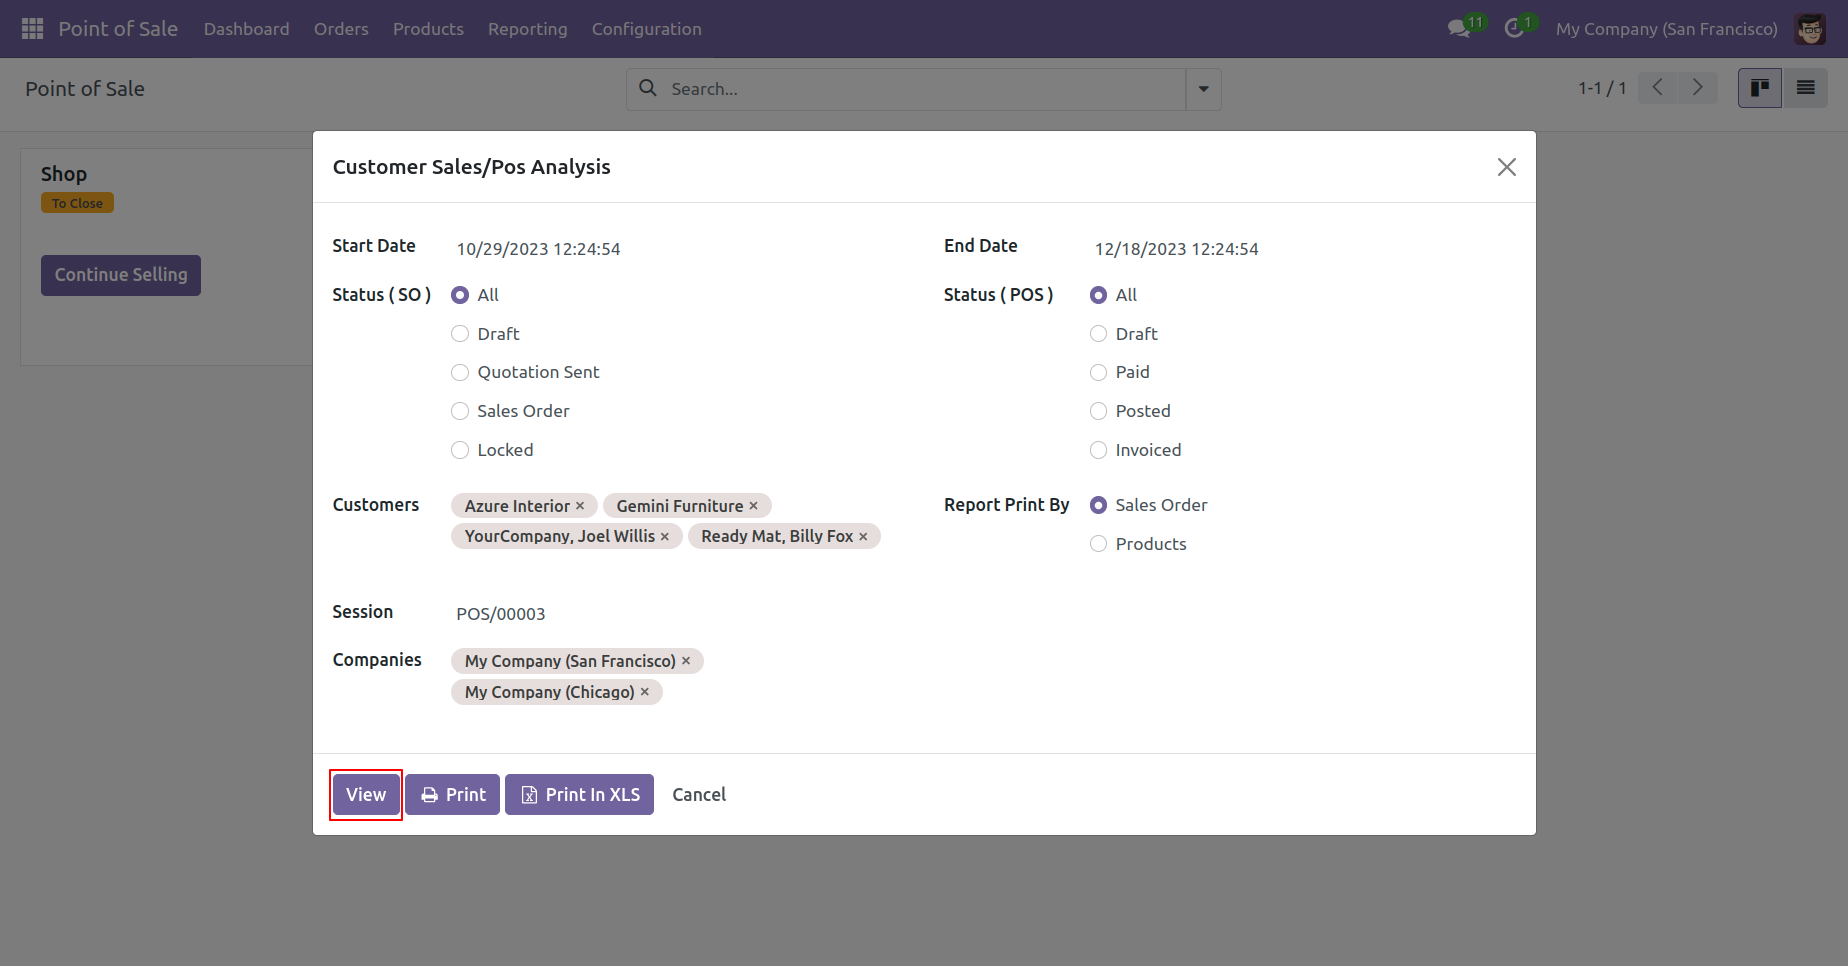 Point of Sale Dashboard Orders Products Reporting Configuration 11 1 My Company (San Francisco)
Point of Sale Search... 1-1 / 1
Shop
To Close
Continue Selling
Customer Sales/Pos Analysis
Start Date 10/29/2023 12:24:54 End Date 12/18/2023 12:24:54
Status ( SO ) All Status ( POS ) All
Draft Draft
Quotation Sent Paid
Sales Order Posted
Locked Invoiced
Customers Azure Interior × Gemini Furniture × Report Print By Sales Order
YourCompany, Joel Willis × Ready Mat, Billy Fox × Products
Session POS/00003
Companies My Company (San Francisco) ×
My Company (Chicago) ×
View Print Print In XLS Cancel